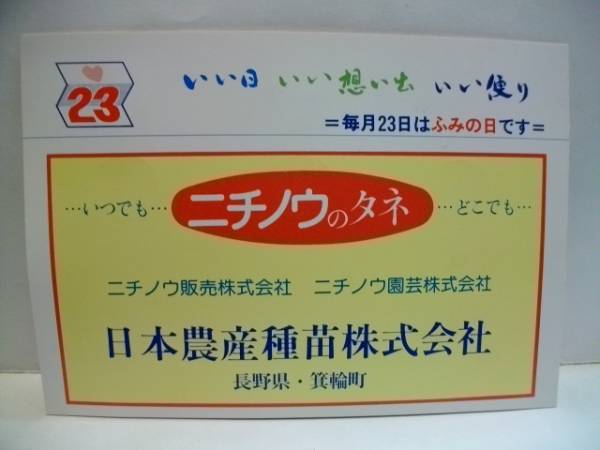 23
いい日 いい想い出 いい便り
=毎月23日はふみの日です=
…いつでも… ニチノウのタネ …どこでも…
ニチノウ販売株式会社 ニチノウ園芸株式会社
日本農産種苗株式会社
長野県・箕輪町